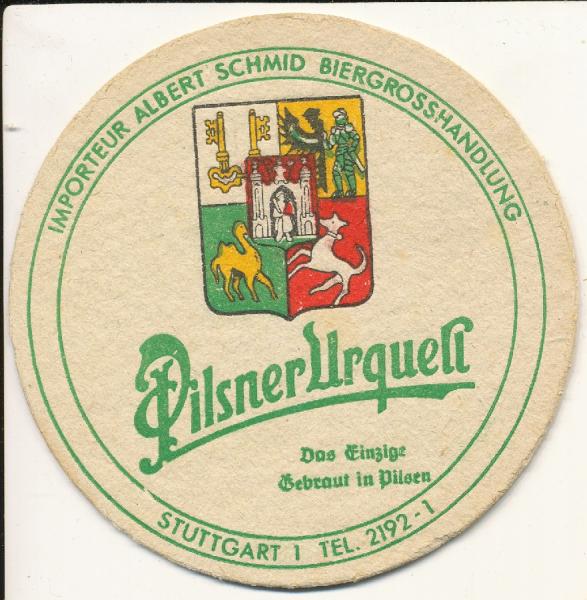 IMPORTEUR ALBERT SCHMID BIERGROSSHANDLUNG
Pilsner Urquell
Das Einzige
Gebraut in Pilsen
STUTTGART 1 TEL. 2192-1